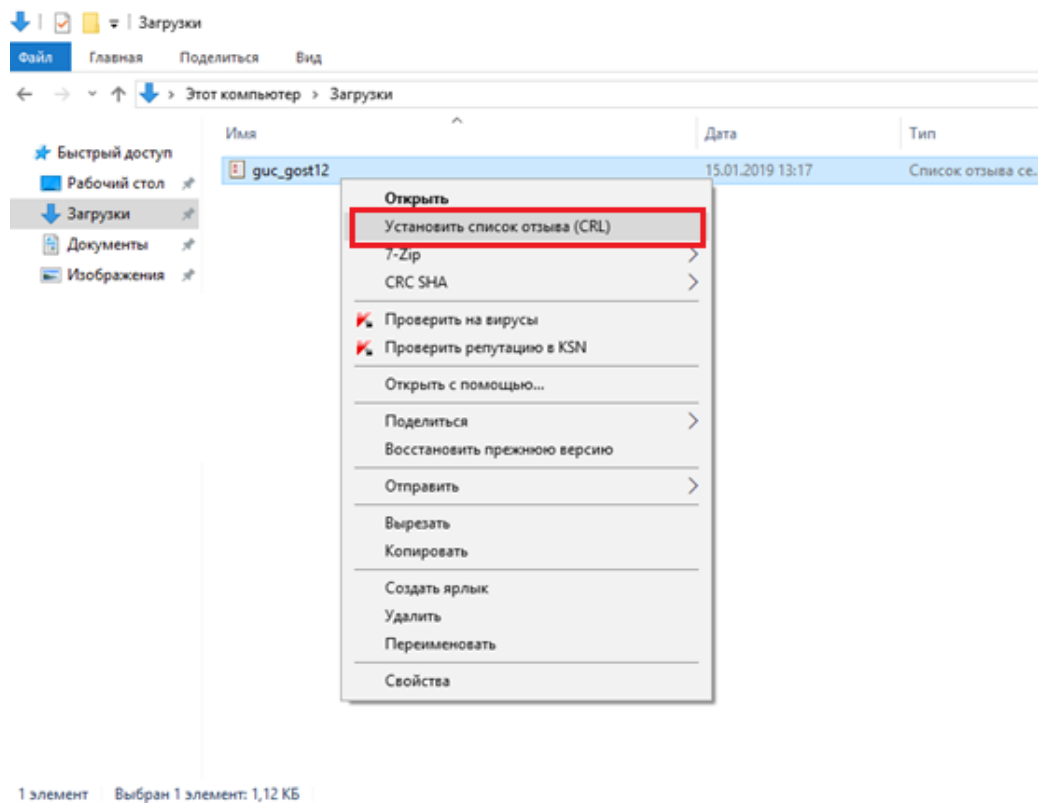 Загрузки
Файл Главная Поделиться Вид
Этот компьютер > Загрузки
Имя Дата Тип
Быстрый доступ
Рабочий стол
Загрузки
Документы
Изображения
guc_gost12 15.01.2019 13:17 Список отзыва се...
Открыть
Установить список отзыва (CRL)
7-Zip
CRC SHA
Проверить на вирусы
Проверить репутацию в KSN
Открыть с помощью...
Поделиться
Восстановить прежнюю версию
Отправить
Вырезать
Копировать
Создать ярлык
Удалить
Переименовать
Свойства
1 элемент Выбран 1 элемент: 1,12 КБ